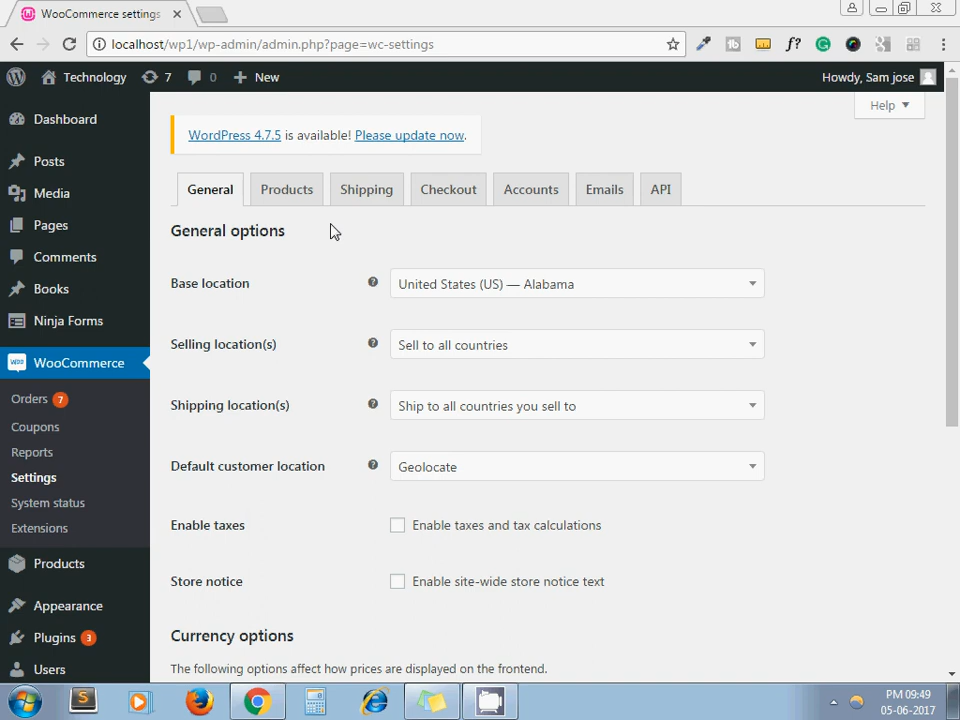 WooCommerce settings
localhost/wp1/wp-admin/admin.php?page=wc-settings
Technology 7 0 New Howdy, Sam jose
Help
Dashboard
Posts
Media
Pages
Comments
Books
Ninja Forms
WooCommerce
Orders 7
Coupons
Reports
Settings
System status
Extensions
Products
Appearance
Plugins 3
Users
WordPress 4.7.5 is available! Please update now.
General Products Shipping Checkout Accounts Emails API
General options
Base location ? United States (US) — Alabama
Selling location(s) ? Sell to all countries
Shipping location(s) ? Ship to all countries you sell to
Default customer location ? Geolocate
Enable taxes Enable taxes and tax calculations
Store notice Enable site-wide store notice text
Currency options
The following options affect how prices are displayed on the frontend.
PM 09:49
05-06-2017